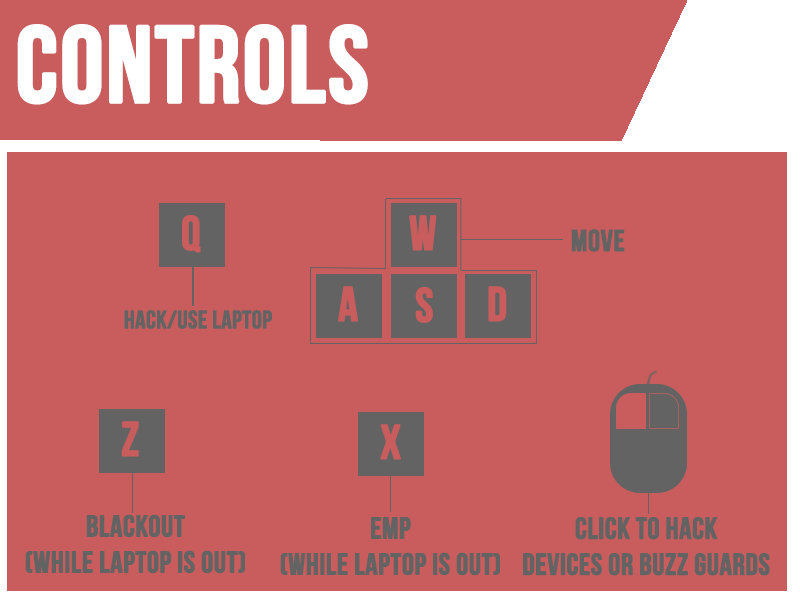 CONTROLS
Q
W
MOVE
A S D
HACK/USE LAPTOP
Z
X
BLACKOUT
(WHILE LAPTOP IS OUT)
EMP
(WHILE LAPTOP IS OUT)
CLICK TO HACK
DEVICES OR BUZZ GUARDS